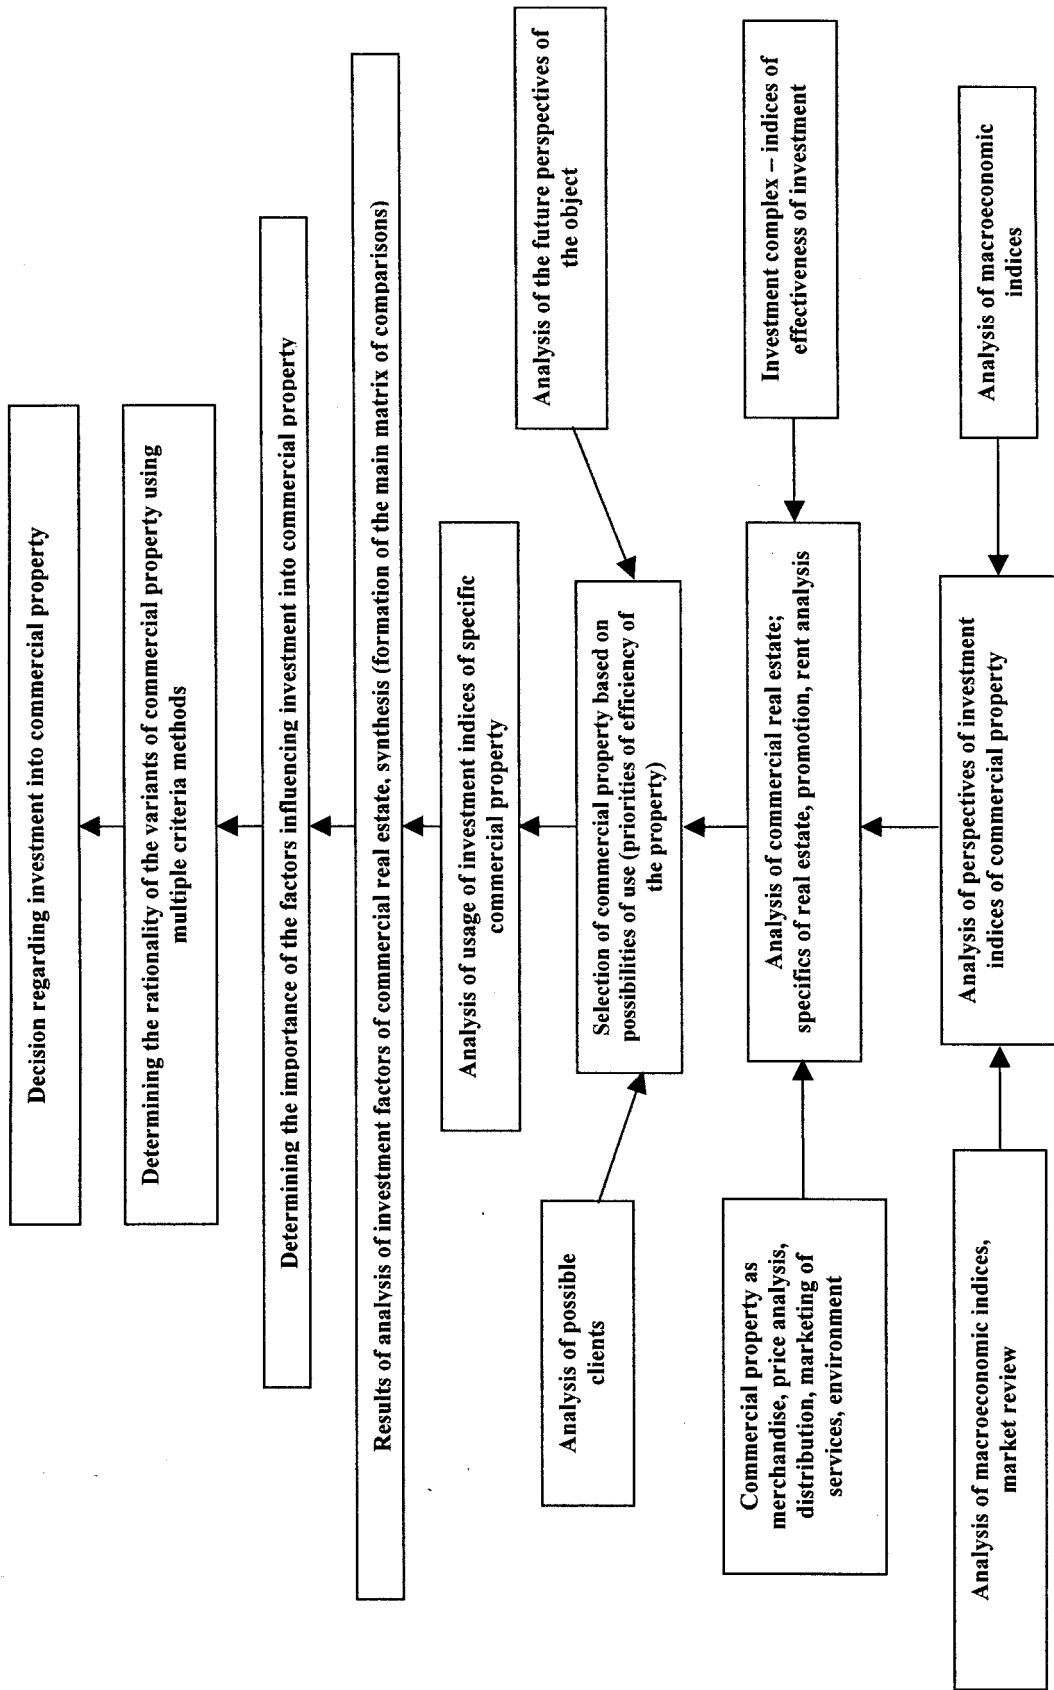 Decision regarding investment into commercial property
Determining the rationality of the variants of commercial property using
multiple criteria methods
Determining the importance of the factors influencing investment into commercial property
Results of analysis of investment factors of commercial real estate, synthesis (formation of the main matrix of comparisons)
Analysis of usage of investment indices of specific
commercial property
Analysis of possible
clients
Selection of commercial property based on
possibilities of use (priorities of efficiency of
the property)
Analysis of the future perspectives of
the object
Commercial property as
merchandise, price analysis,
distribution, marketing of
services, environment
Analysis of commercial real estate;
specifics of real estate, promotion, rent analysis
Investment complex – indices of
effectiveness of investment
Analysis of macroeconomic indices,
market review
Analysis of perspectives of investment
indices of commercial property
Analysis of macroeconomic
indices